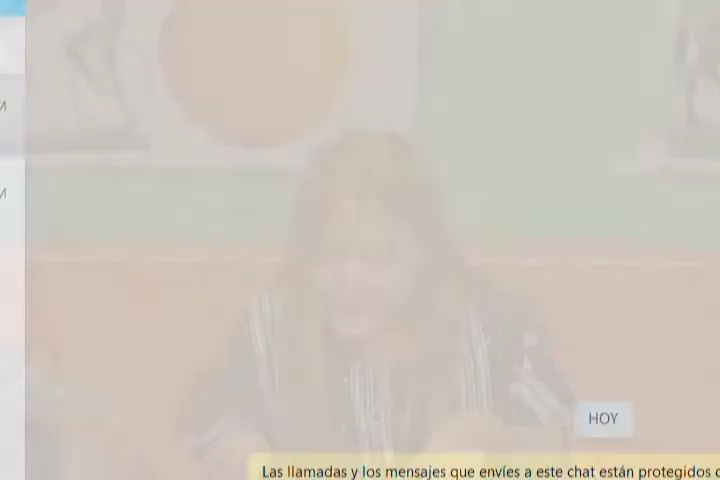 M
M
HOY
Las llamadas y los mensajes que envíes a este chat están protegidos